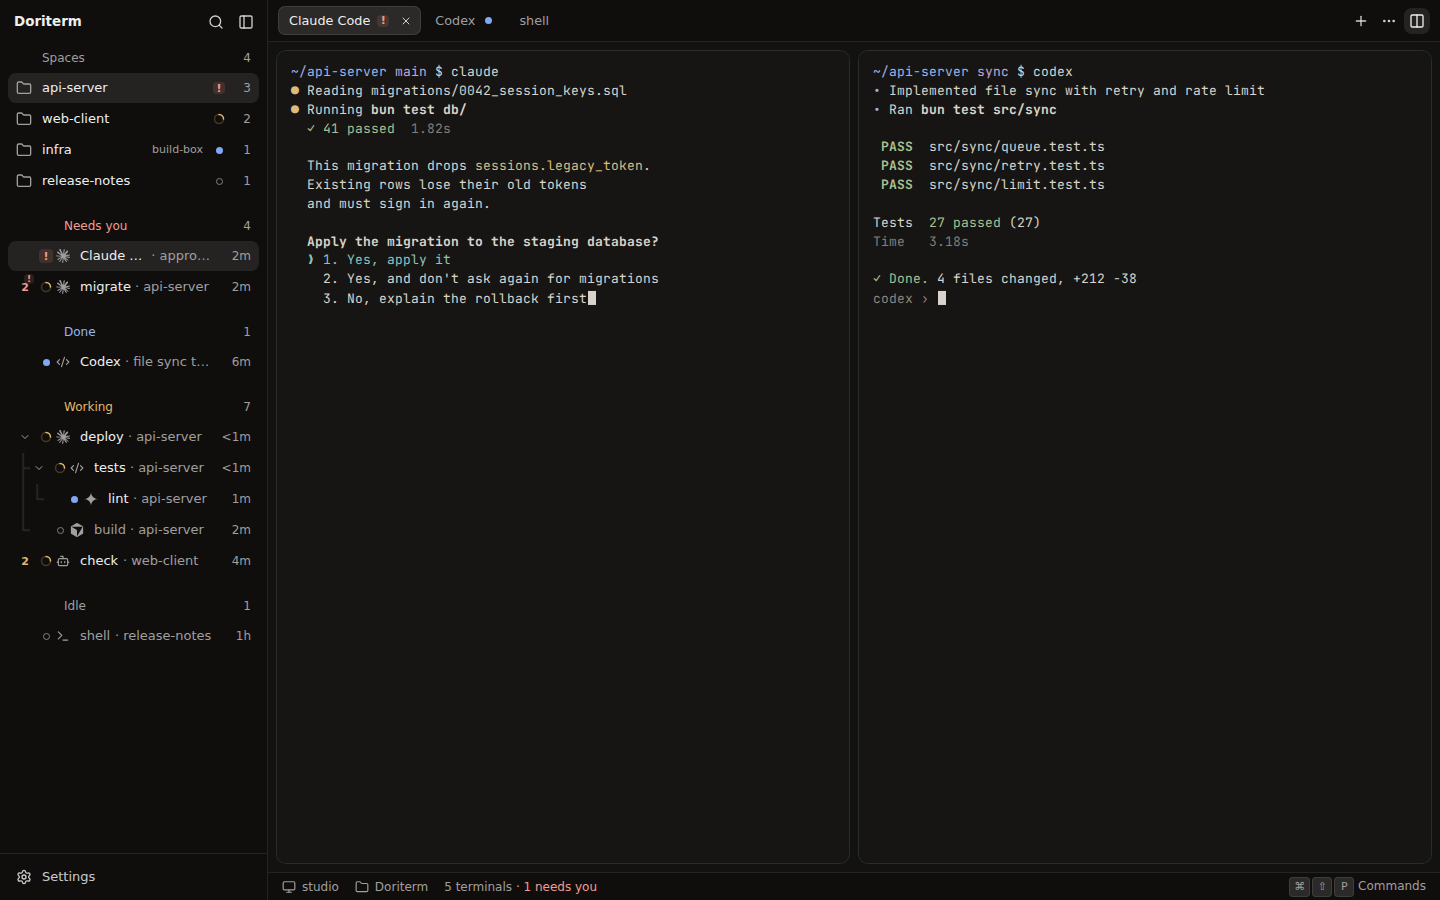 Doriterm
Spaces 4
api-server ! 3
web-client 2
infra build-box 1
release-notes 1
Needs you 4
! Claude ... · appro... 2m
2 ! migrate · api-server 2m
Done 1
Codex · file sync t... 6m
Working 7
deploy · api-server <1m
tests · api-server <1m
lint · api-server 1m
build · api-server 2m
2 check · web-client 4m
Idle 1
shell · release-notes 1h
Settings
Claude Code ! ×
Codex
shell
~/api-server main $ claude
● Reading migrations/0042_session_keys.sql
● Running bun test db/
✓ 41 passed 1.82s
This migration drops sessions.legacy_token.
Existing rows lose their old tokens
and must sign in again.
Apply the migration to the staging database?
❯ 1. Yes, apply it
2. Yes, and don't ask again for migrations
3. No, explain the rollback first
~/api-server sync $ codex
• Implemented file sync with retry and rate limit
• Ran bun test src/sync
PASS src/sync/queue.test.ts
PASS src/sync/retry.test.ts
PASS src/sync/limit.test.ts
Tests 27 passed (27)
Time 3.18s
✓ Done. 4 files changed, +212 -38
codex ›
studio
Doriterm
5 terminals · 1 needs you
⌘ ⇧ P Commands